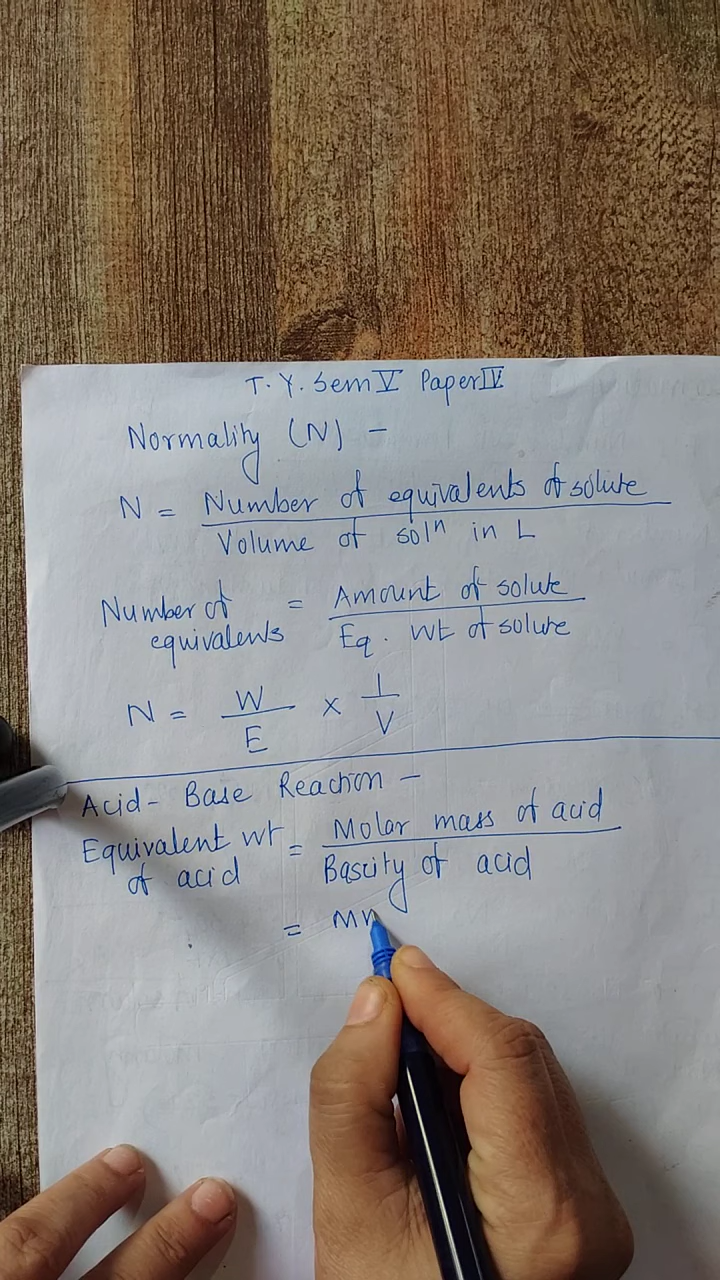 T. Y. Sem V Paper IV
Normality (N) -
N = Number of equivalents of solute
Volume of solⁿ in L
Number of equivalents = Amount of solute
Eq. wt of solute
N = W / E × 1 / V
Acid - Base Reaction -
Equivalent wt of acid = Molar mass of acid
Bascity of acid
= M